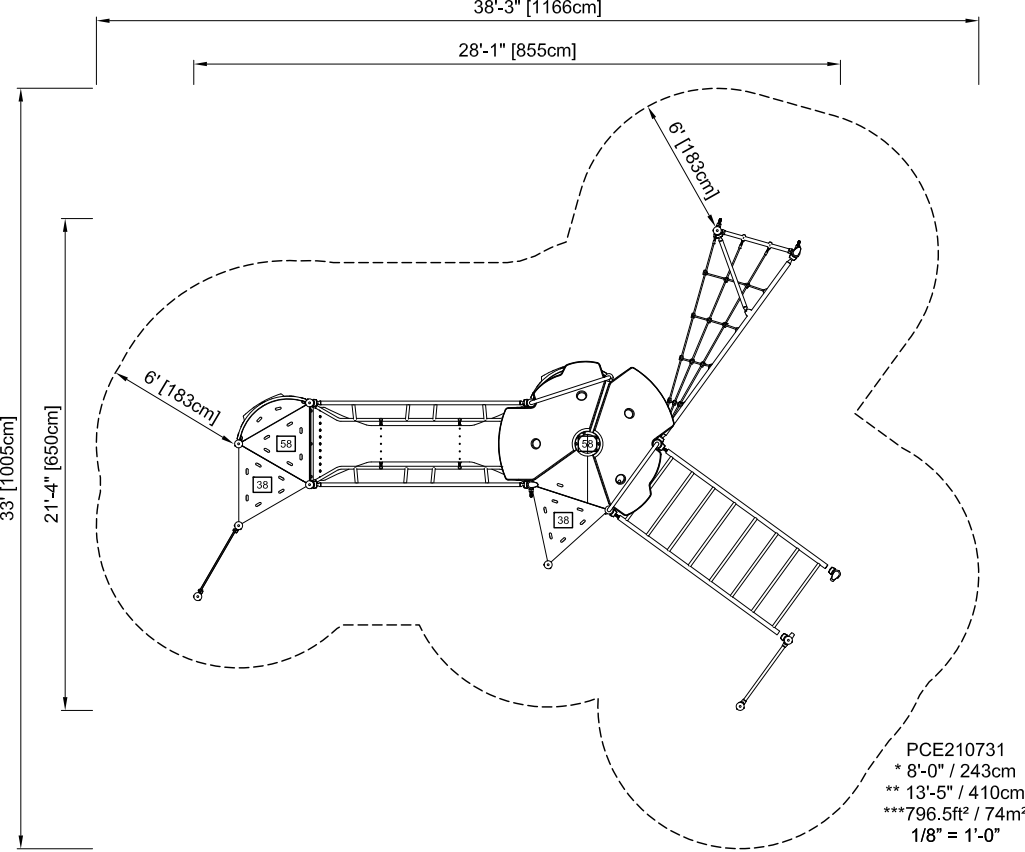 38'-3" [1166cm]
28'-1" [855cm]
6' [183cm]
6' [183cm]
33' [1005cm]
21'-4" [650cm]
58
38
58
38
PCE210731
* 8'-0" / 243cm
** 13'-5" / 410cm
***796.5ft² / 74m²
1/8” = 1’-0”